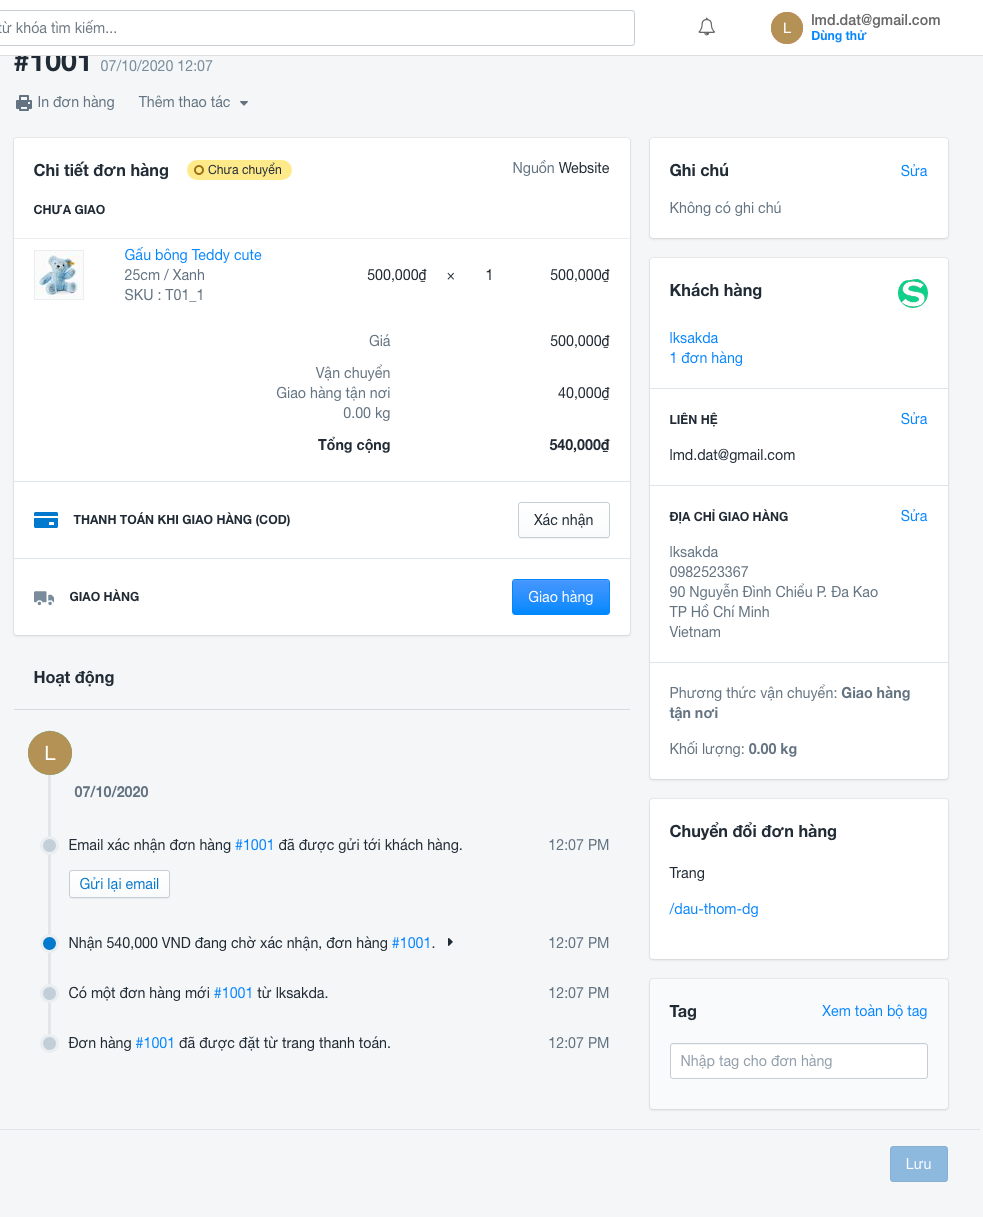 từ khóa tìm kiếm...
L
lmd.dat@gmail.com
Dùng thử
#1001 07/10/2020 12:07
In đơn hàng Thêm thao tác
Chi tiết đơn hàng Chưa chuyển Nguồn Website
CHƯA GIAO
Gấu bông Teddy cute
25cm / Xanh 500,000₫ × 1 500,000₫
SKU : T01_1
Giá 500,000₫
Vận chuyển
Giao hàng tận nơi 40,000₫
0.00 kg
Tổng cộng 540,000₫
THANH TOÁN KHI GIAO HÀNG (COD) Xác nhận
GIAO HÀNG Giao hàng
Hoạt động
L
07/10/2020
Email xác nhận đơn hàng #1001 đã được gửi tới khách hàng. 12:07 PM
Gửi lại email
Nhận 540,000 VND đang chờ xác nhận, đơn hàng #1001. 12:07 PM
Có một đơn hàng mới #1001 từ lksakda. 12:07 PM
Đơn hàng #1001 đã được đặt từ trang thanh toán. 12:07 PM
Ghi chú Sửa
Không có ghi chú
Khách hàng
lksakda
1 đơn hàng
LIÊN HỆ Sửa
lmd.dat@gmail.com
ĐỊA CHỈ GIAO HÀNG Sửa
lksakda
0982523367
90 Nguyễn Đình Chiểu P. Đa Kao
TP Hồ Chí Minh
Vietnam
Phương thức vận chuyển: Giao hàng
tận nơi
Khối lượng: 0.00 kg
Chuyển đổi đơn hàng
Trang
/dau-thom-dg
Tag Xem toàn bộ tag
Nhập tag cho đơn hàng
Lưu